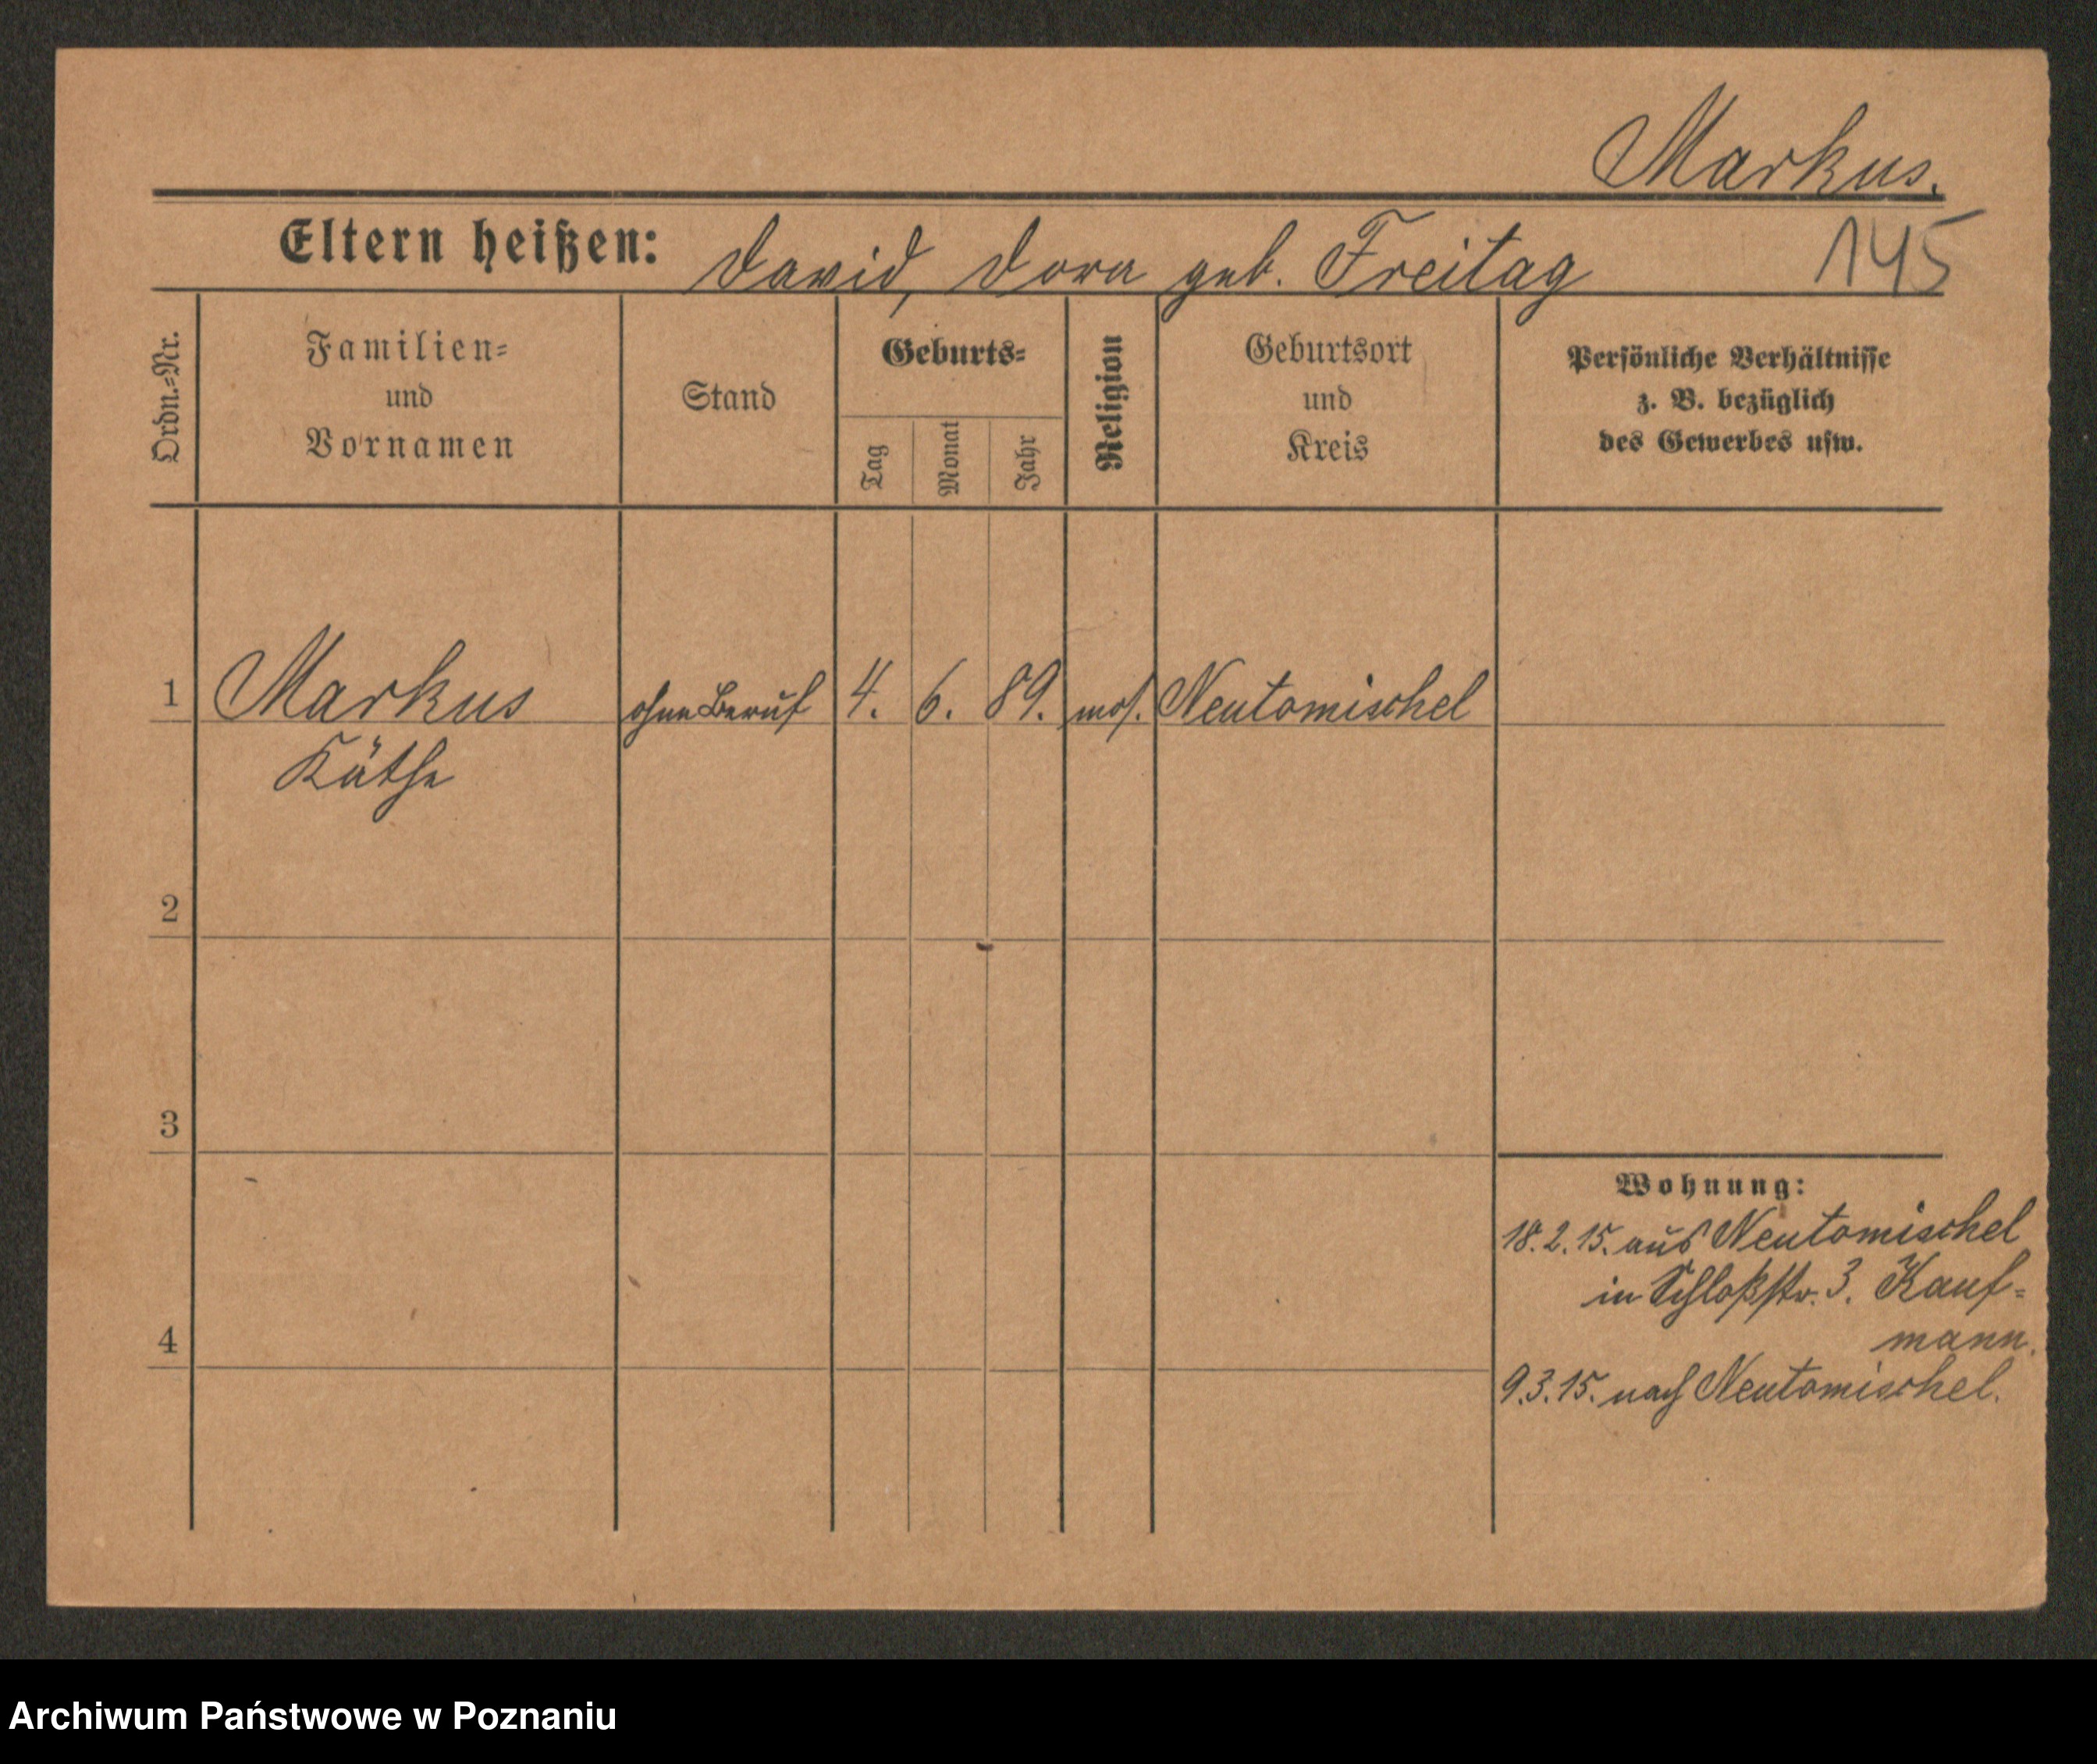 Markus.
Eltern heißen: David, Dora geb. Freitag 145
Ordn.-Nr.
Familien-
und
Vornamen
Stand
Geburts-
Tag
Monat
Jahr
Religion
Geburtsort
und
Kreis
Persönliche Verhältnisse
z. B. bezüglich
des Gewerbes usw.
1 Markus ohne Beruf 4. 6. 89. mos. Neutomischel
Käthe
2
3
4
Wohnung:
18.2.15. aus Neutomischel
in Schloßstr. 3. Kauf-
mann.
9.3.15. nach Neutomischel.
Archiwum Państwowe w Poznaniu